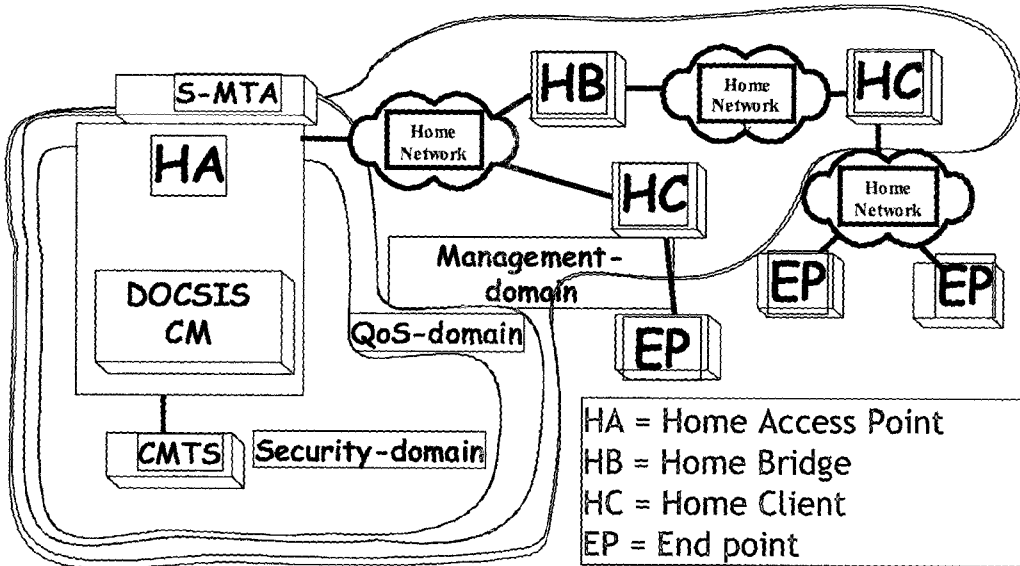 S-MTA
HA
DOCSIS
CM
CMTS
Home
Network
HB
Home
Network
HC
HC
Home
Network
EP
EP
EP
Management-
domain
QoS-domain
Security-domain
HA = Home Access Point
HB = Home Bridge
HC = Home Client
EP = End point